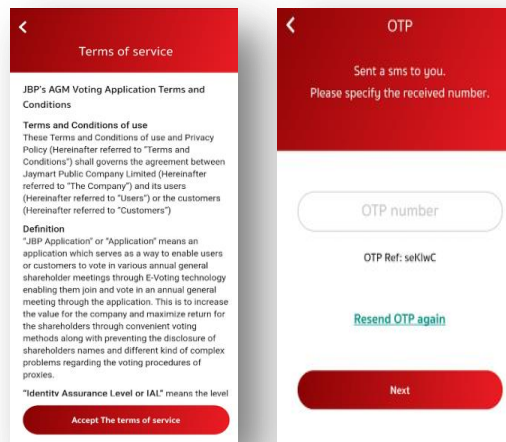 Terms of service
JBP's AGM Voting Application Terms and
Conditions
Terms and Conditions of use
These Terms and Conditions of use and Privacy
Policy (Hereinafter referred to "Terms and
Conditions") shall governs the agreement between
Jaymart Public Company Limited (Hereinafter
referred to "The Company") and its users
(Hereinafter referred to "Users") or the customers
(Hereinafter referred to "Customers")
Definition
"JBP Application" or "Application" means an
application which serves as a way to enable users
or customers to vote in various annual general
shareholder meetings through E-Voting technology
enabling them join and vote in an annual general
meeting through the application. This is to increase
the value for the company and maximize return for
the shareholders through convenient voting
methods along with preventing the disclosure of
shareholders names and different kind of complex
problems regarding the voting procedures of
proxies.
"Identity Assurance Level or IAL" means the level
Accept The terms of service
OTP
Sent a sms to you.
Please specify the received number.
OTP number
OTP Ref: seKlwC
Resend OTP again
Next